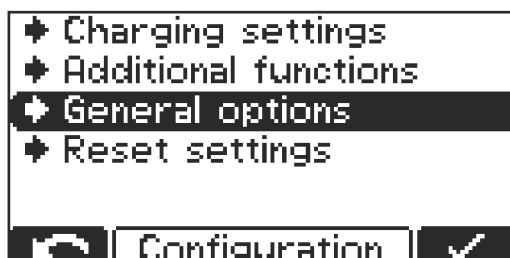 Charging settings
Additional functions
General options
Reset settings
Configuration